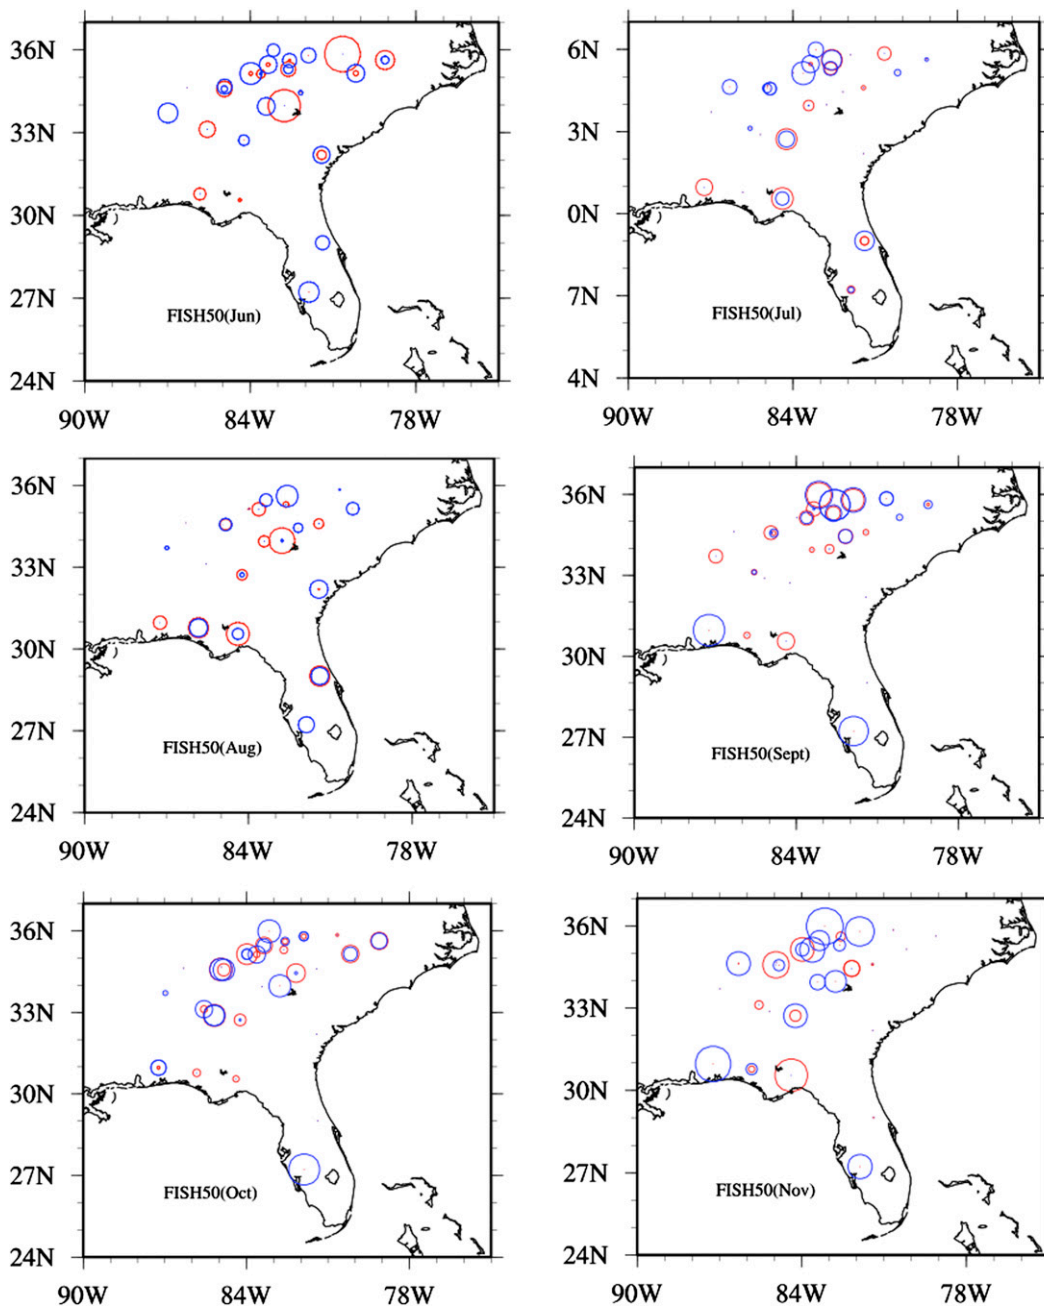 36N
33N
30N
27N
24N
FISH50(Jun)
90W 84W 78W
6N
3N
0N
7N
4N
FISH50(Jul)
90W 84W 78W
36N
33N
30N
27N
24N
FISH50(Aug)
90W 84W 78W
36N
33N
30N
27N
24N
FISH50(Sept)
90W 84W 78W
36N
33N
30N
27N
24N
FISH50(Oct)
90W 84W 78W
36N
33N
30N
27N
24N
FISH50(Nov)
90W 84W 78W